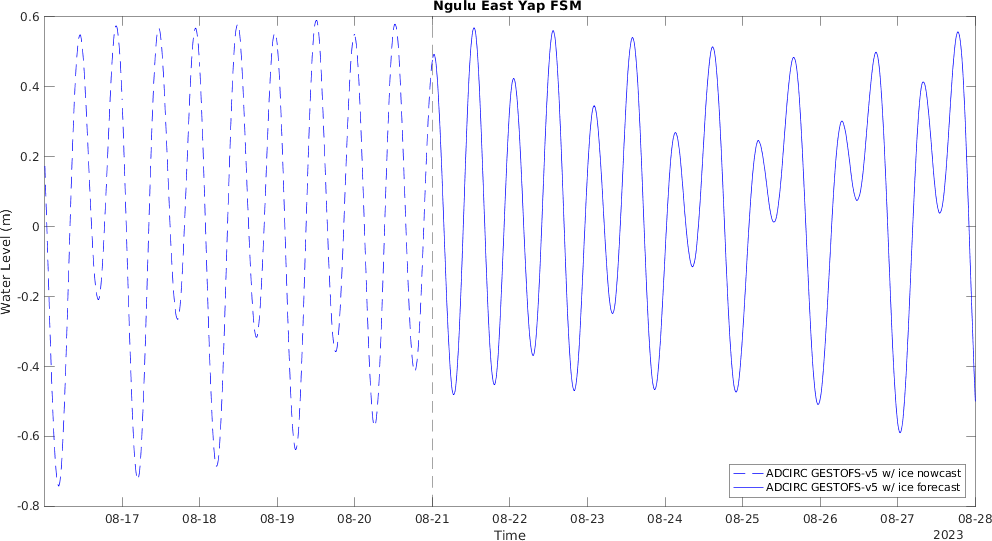 Ngulu East Yap FSM
0.6
0.4
0.2
0
-0.2
-0.4
-0.6
-0.8
Water Level (m)
ADCIRC GESTOFS-v5 w/ ice nowcast
ADCIRC GESTOFS-v5 w/ ice forecast
08-17 08-18 08-19 08-20 08-21 08-22 08-23 08-24 08-25 08-26 08-27 08-28
Time
2023